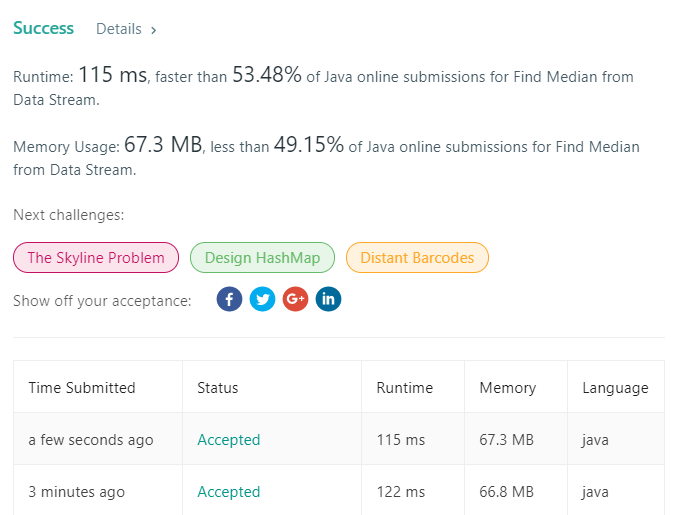 Success Details >
Runtime: 115 ms, faster than 53.48% of Java online submissions for Find Median from
Data Stream.
Memory Usage: 67.3 MB, less than 49.15% of Java online submissions for Find Median
from Data Stream.
Next challenges:
The Skyline Problem Design HashMap Distant Barcodes
Show off your acceptance: f G+ in
Time Submitted Status Runtime Memory Language
a few seconds ago Accepted 115 ms 67.3 MB java
3 minutes ago Accepted 122 ms 66.8 MB java